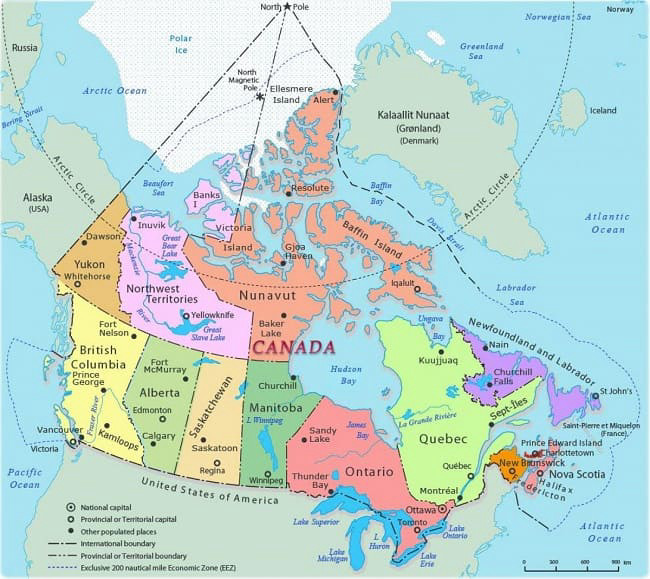 North Pole
Norwegian Sea
Norway
Russia
Polar
Ice
Greenland
Sea
North
Magnetic
Pole
Ellesmere
Island
Alert
Arctic Ocean
Arctic Ocean
Bering Strait
Kalaallit Nunaat
(Grønland)
(Denmark)
Iceland
Arctic Circle
Arctic Circle
Alaska
(USA)
Beaufort
Sea
Banks
I
Resolute
Baffin
Bay
Davis Strait
Atlantic
Ocean
Dawson
Inuvik
Victoria
Island
Great
Bear
Lake
Mackenzie
River
Gjoa
Haven
Baffin Island
Yukon
Whitehorse
Northwest
Territories
Nunavut
Iqaluit
Labrador
Sea
Yellowknife
Great
Slave Lake
Baker
Lake
CANADA
Ungava
Bay
Newfoundland and Labrador
Fort
Nelson
British
Columbia
Prince
George
Fort
McMurray
Alberta
Edmonton
Calgary
Saskatchewan
Saskatoon
Regina
Churchill
Manitoba
L Winnipeg
Winnipeg
Hudson
Bay
Kuujjuaq
Nain
Churchill
Falls
St John's
Saint-Pierre et Miquelon
(France)
Sept-Îles
La Grande Rivière
James
Bay
Sandy
Lake
Quebec
Vancouver
Victoria
Fraser River
Kamloops
Pacific
Ocean
Thunder
Bay
Ontario
Québec
Montréal
Prince Edward Island
Charlottetown
New Brunswick
Nova Scotia
Halifax
Fredericton
United States of America
Ottawa
Toronto
Lake Superior
Lake
Michigan
L
Huron
Lake
Ontario
Lake
Erie
Atlantic
Ocean
National capital
Provincial or Territorial capital
Other populated places
International boundary
Provincial or Territorial boundary
Exclusive 200 nautical mile Economic Zone (EEZ)
0 300 600 900
km